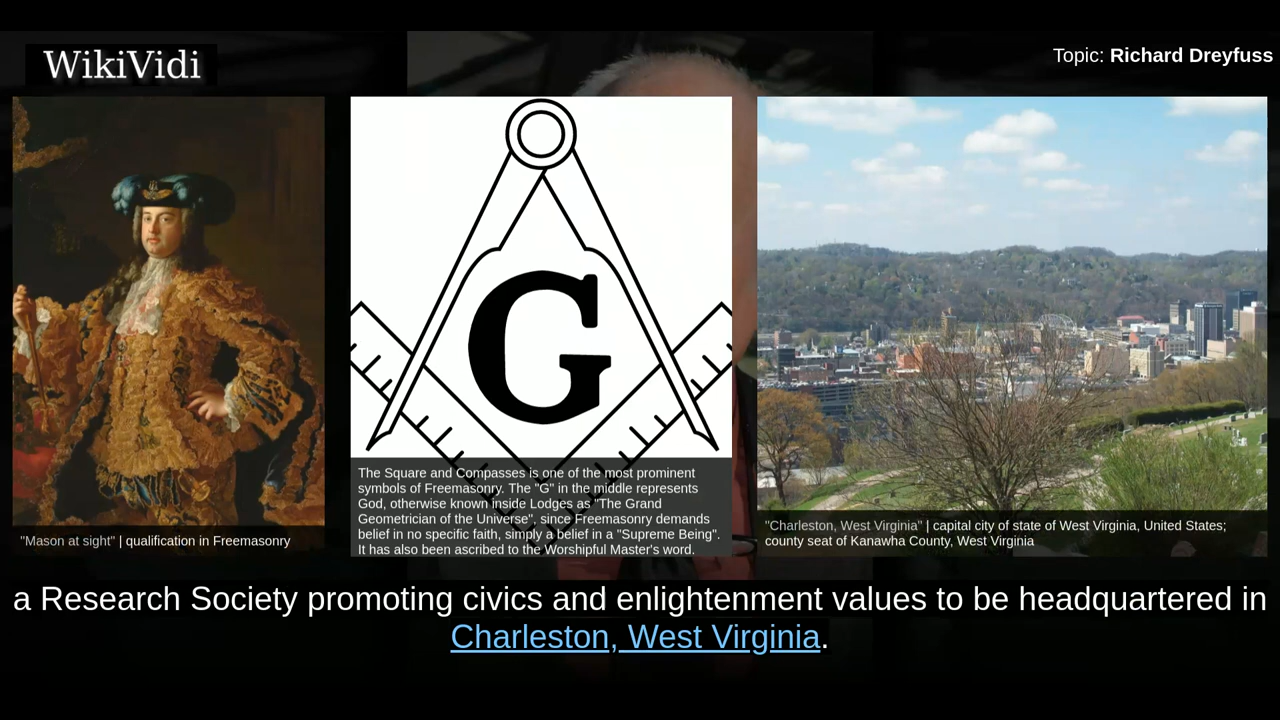 WikiVidi
Topic: Richard Dreyfuss
G
"Mason at sight" | qualification in Freemasonry
The Square and Compasses is one of the most prominent
symbols of Freemasonry. The "G" in the middle represents
God, otherwise known inside Lodges as "The Grand
Geometrician of the Universe", since Freemasonry demands
belief in no specific faith, simply a belief in a "Supreme Being".
It has also been ascribed to the Worshipful Master's word.
"Charleston, West Virginia" | capital city of state of West Virginia, United States;
county seat of Kanawha County, West Virginia
a Research Society promoting civics and enlightenment values to be headquartered in
Charleston, West Virginia.